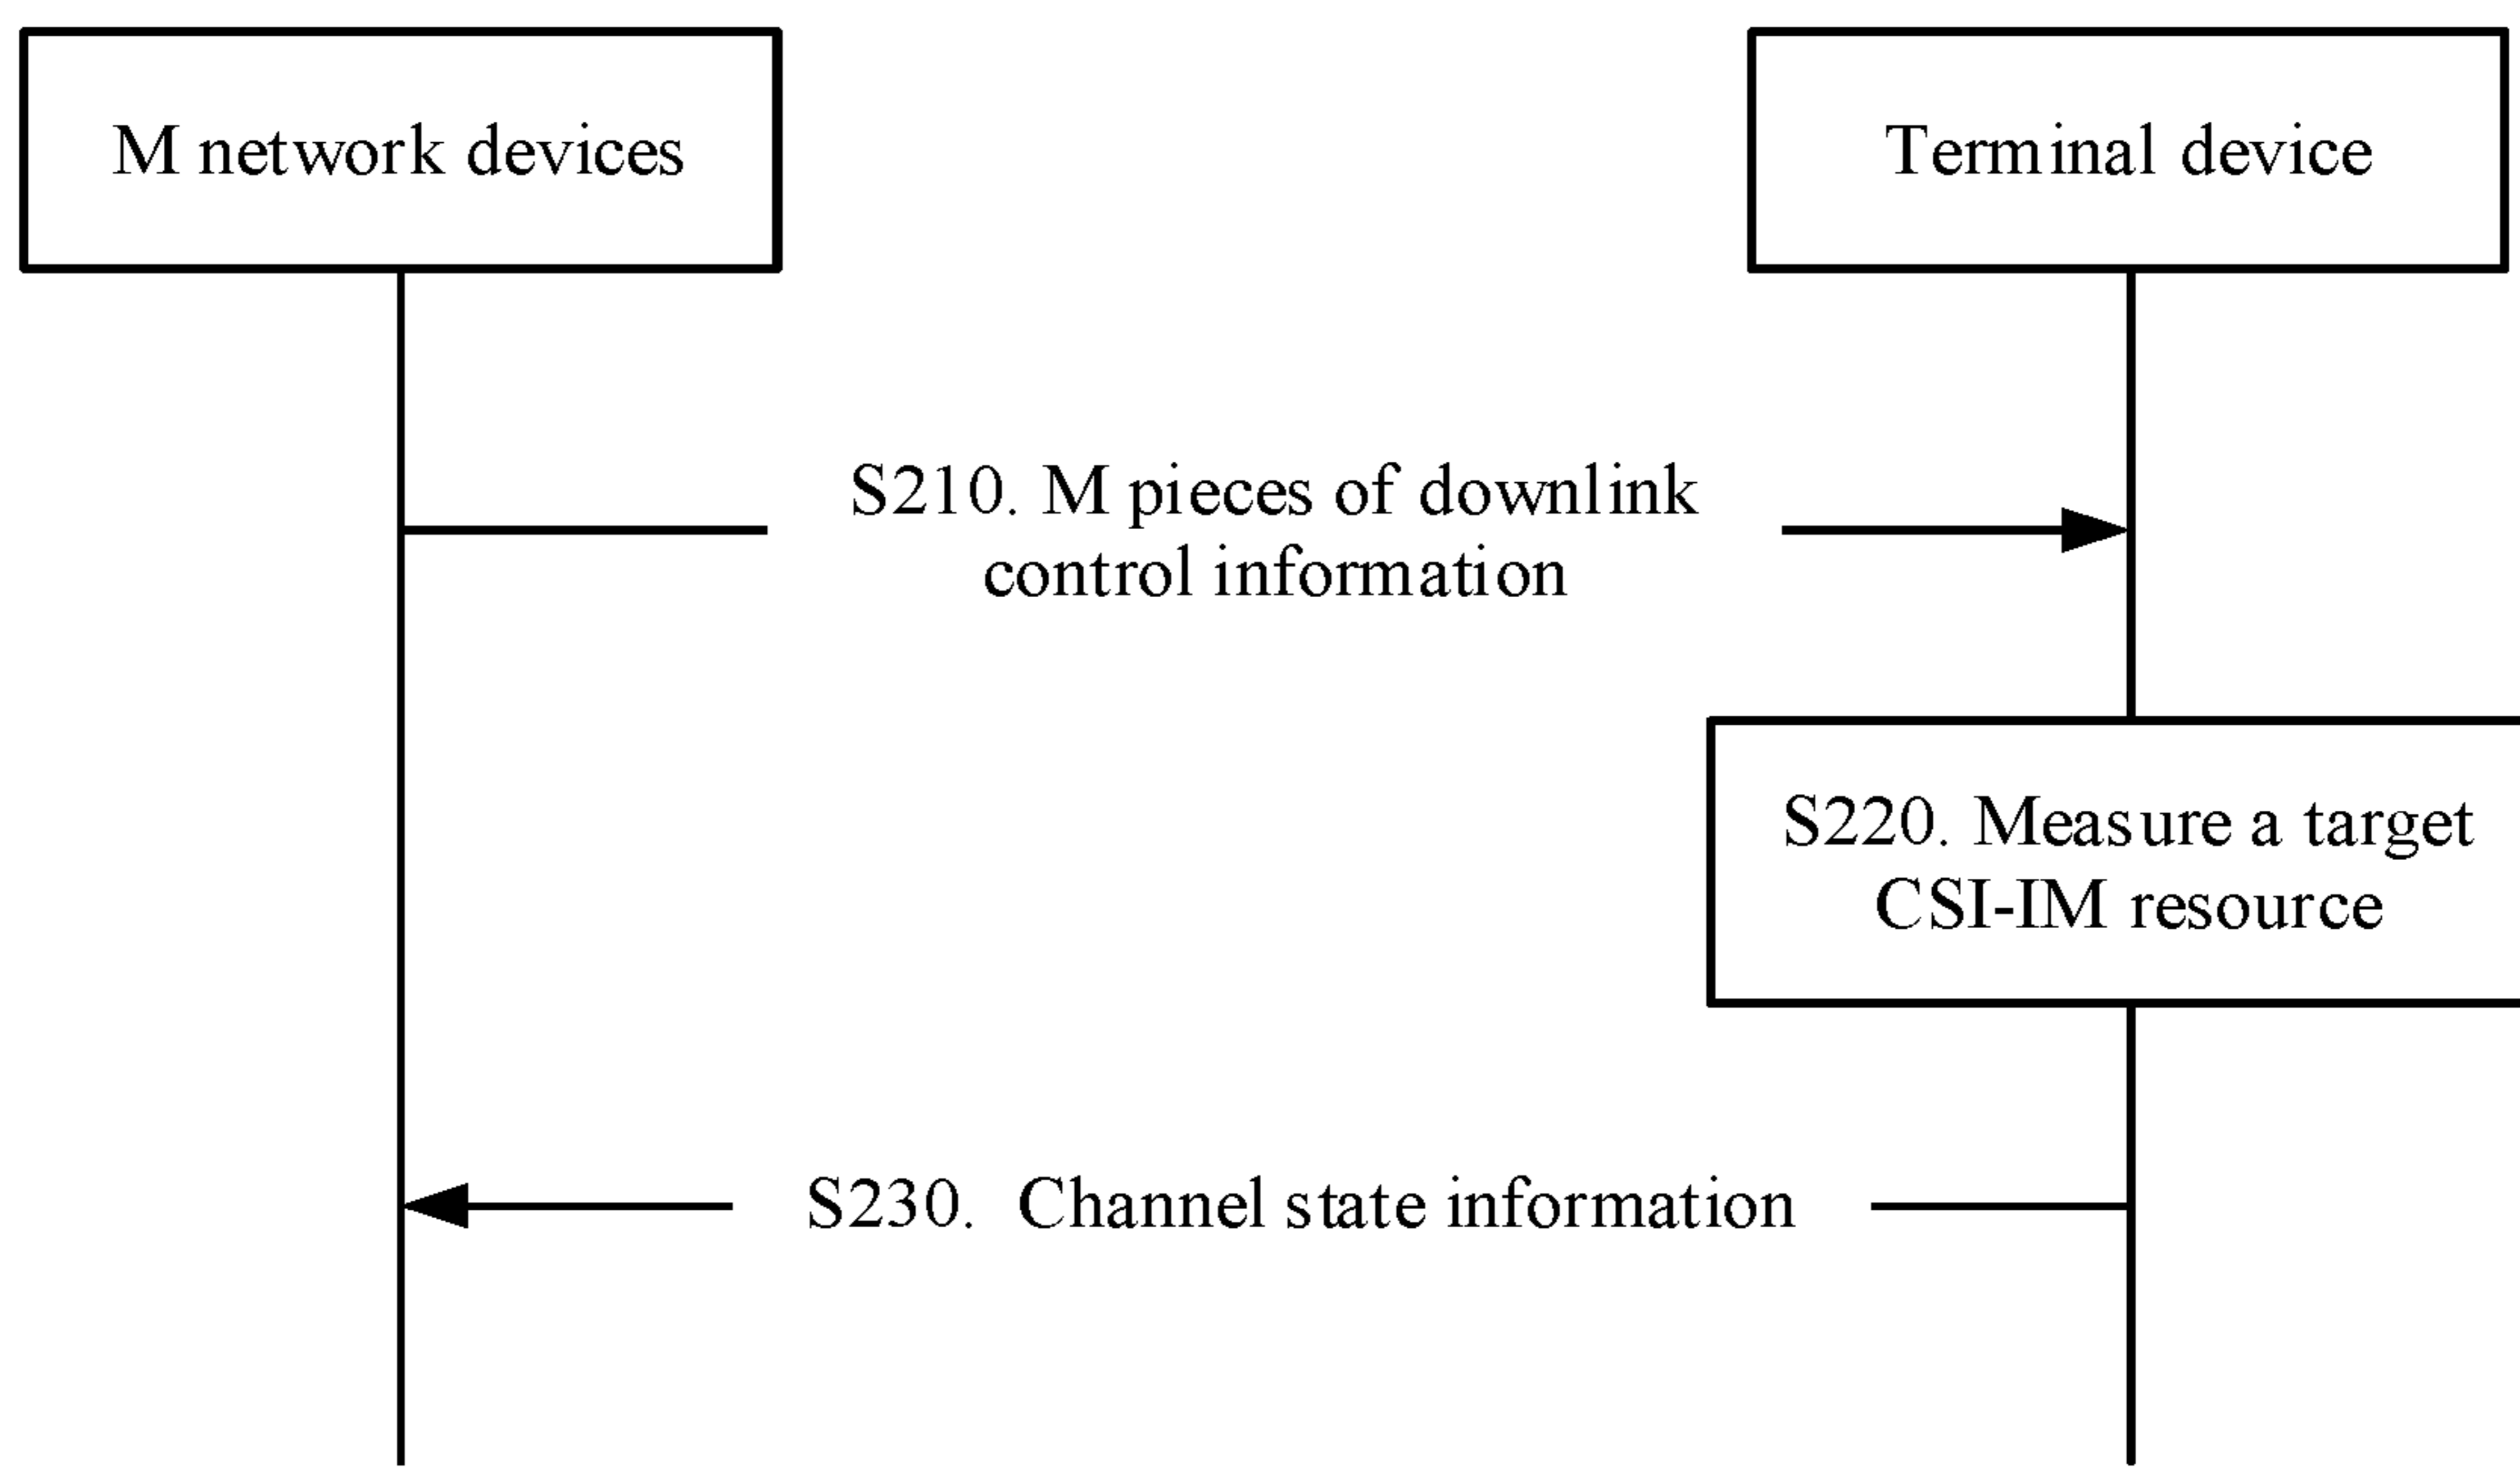 M network devices
Terminal device
S210. M pieces of downlink
control information
S220. Measure a target
CSI-IM resource
S230. Channel state information